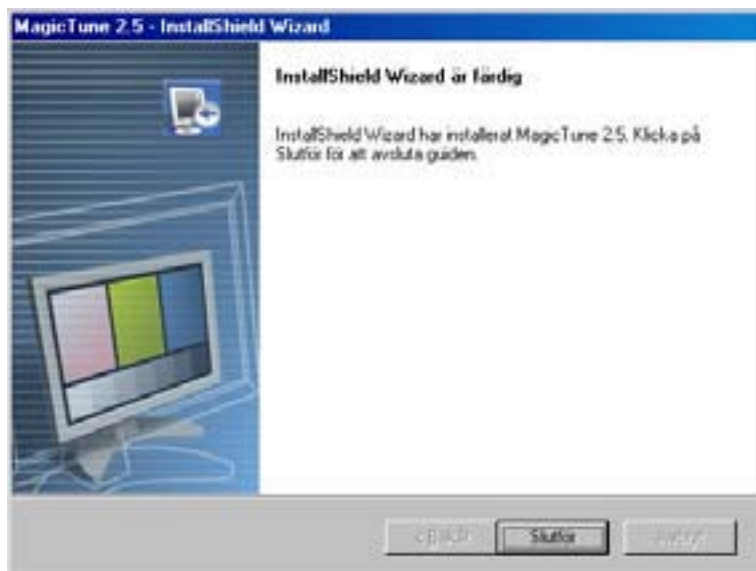 MagicTune 2.5 - InstallShield Wizard
InstallShield Wizard är färdig
InstallShield Wizard har installerat MagicTune 2.5. Klicka på
Slutför för att avsluta guiden.
Slutför